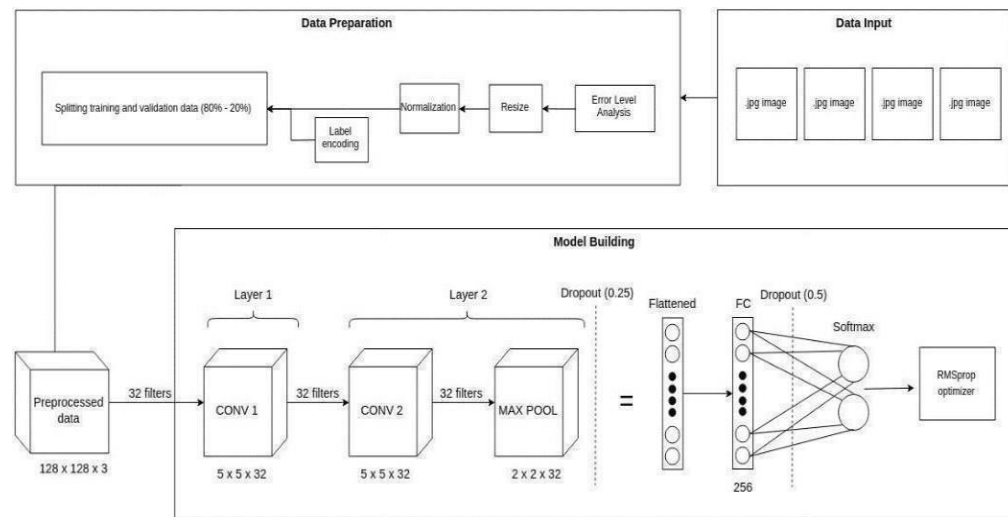 Data Preparation
Data Input
Splitting training and validation data (80% - 20%)
Normalization
Resize
Error Level
Analysis
Label
encoding
.jpg image
.jpg image
.jpg image
.jpg image
Model Building
Layer 1
Layer 2
Dropout (0.25)
Flattened
FC
Dropout (0.5)
Softmax
Preprocessed
data
32 filters
CONV 1
32 filters
CONV 2
32 filters
MAX POOL
=
RMSprop
optimizer
128 x 128 x 3
5 x 5 x 32
5 x 5 x 32
2 x 2 x 32
256